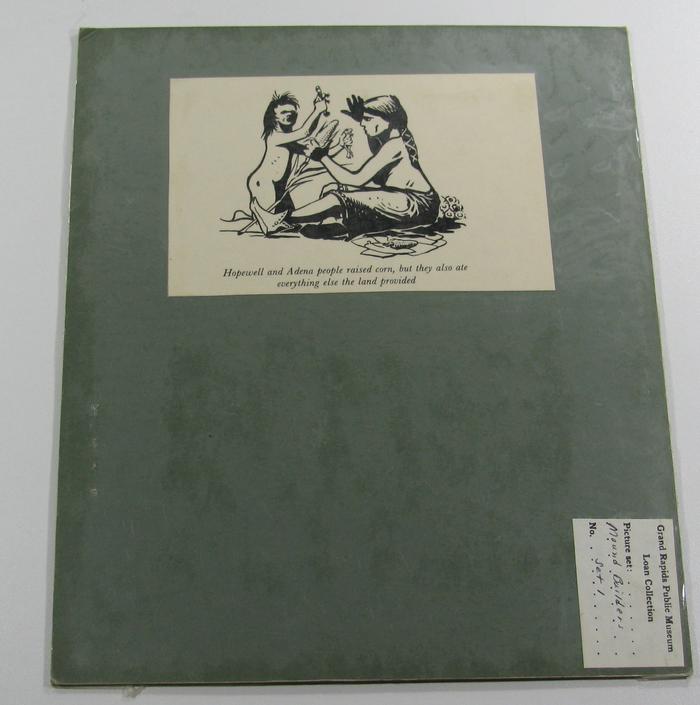 Hopewell and Adena people raised corn, but they also ate
everything else the land provided
Grand Rapids Public Museum
Loan Collection
Picture set: . . . . . .
Mound Builders . .
No. . Set 1 . . . . .